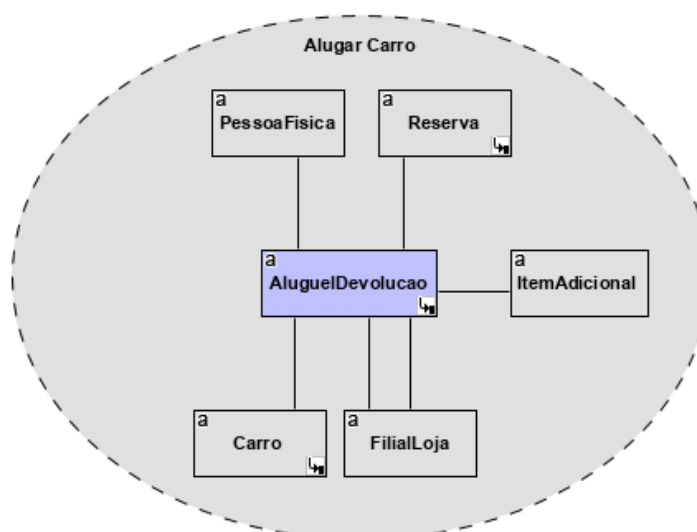 Alugar Carro
a
PessoaFisica
a
Reserva
a
AluguelDevolucao
a
ItemAdicional
a
Carro
a
FilialLoja